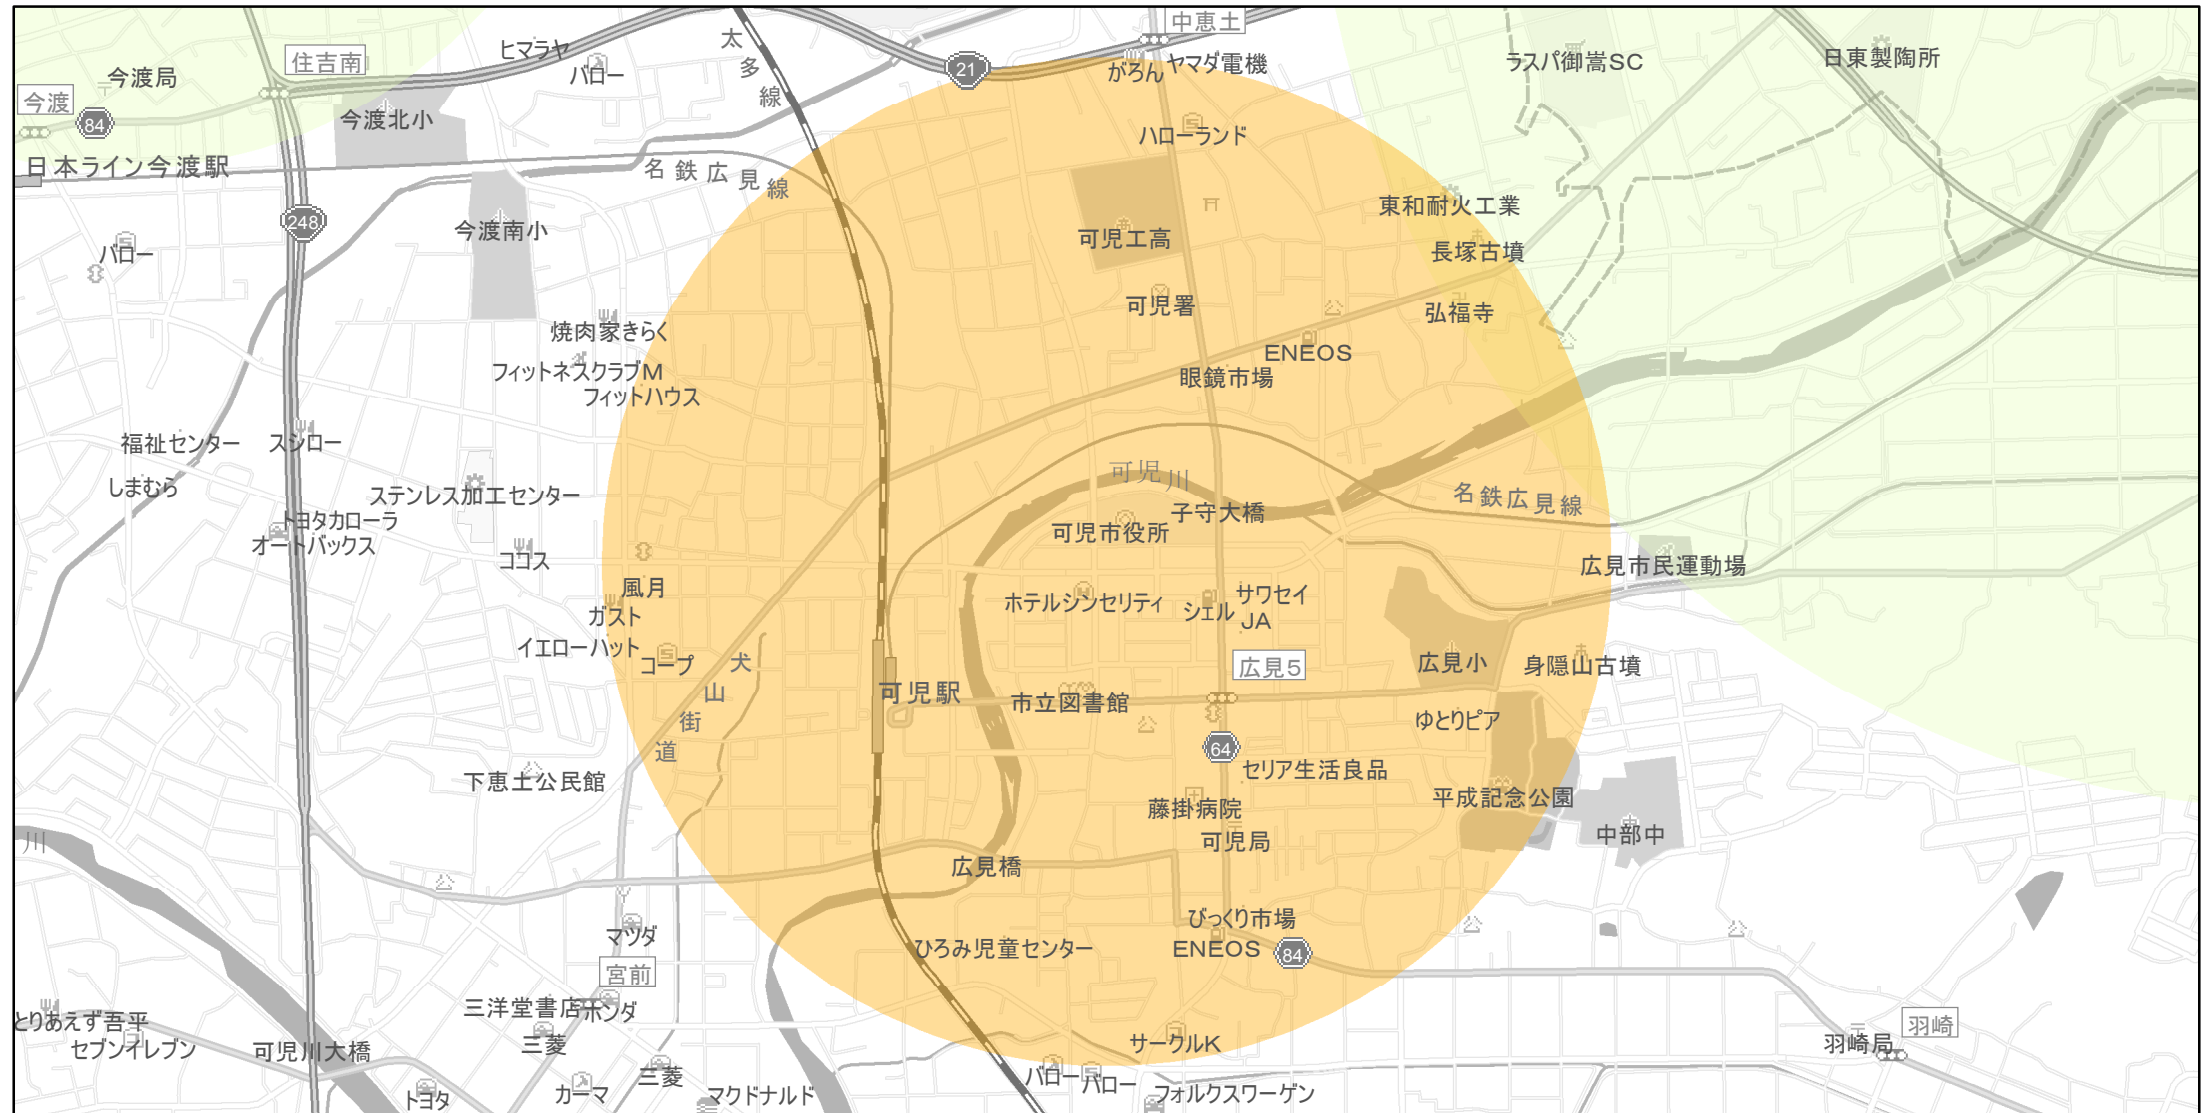 中恵土
21
ヒマラヤ
バロー
太多線
がろん
ヤマダ電機
ラスパ御嵩SC
日東製陶所
住吉南
今渡局
今渡
84
今渡北小
ハローランド
日本ライン今渡駅
名鉄広見線
248
今渡南小
東和耐火工業
可児工高
長塚古墳
バロー
可児署
弘福寺
焼肉家きらく
ENEOS
フィットネスクラブM
眼鏡市場
フィットハウス
福祉センター
スシロー
しまむら
ステンレス加工センター
可児川
名鉄広見線
トヨタカローラ
オートバックス
子守大橋
可児市役所
ココス
広見市民運動場
風月
ガスト
ホテルシンセリティ
シェル
サワセイ
JA
イエローハット
コープ
犬山街道
広見5
広見小
身隠山古墳
可児駅
市立図書館
ゆとりピア
64
下恵土公民館
セリア生活良品
平成記念公園
藤掛病院
可児局
中部中
川
広見橋
びっくり市場
ENEOS
84
マツダ
ひろみ児童センター
宮前
三洋堂書店
ホンダ
とりあえず吾平
セブンイレブン
可児川大橋
三菱
サークルK
羽崎
羽崎局
三菱
バロー
バロー
トヨタ
カーマ
マクドナルド
フォルクスワーゲン